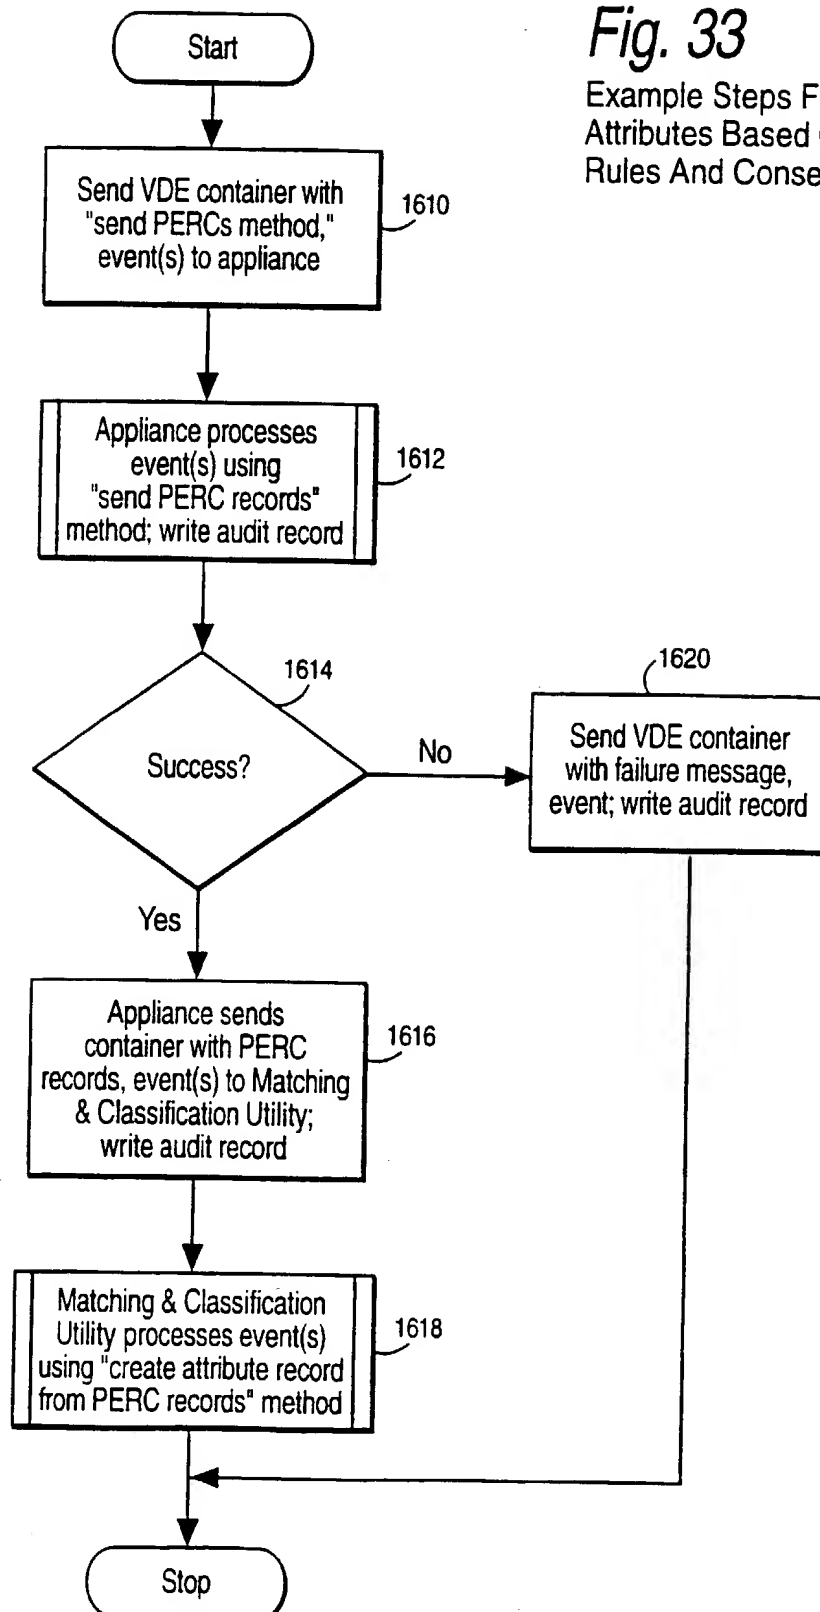 Fig. 33
Example Steps F
Attributes Based
Rules And Conse
Start
Send VDE container with
"send PERCs method,"
event(s) to appliance
1610
Appliance processes
event(s) using
"send PERC records"
method; write audit record
1612
Success?
1614
No
Yes
Send VDE container
with failure message,
event; write audit record
1620
Appliance sends
container with PERC
records, event(s) to Matching
& Classification Utility;
write audit record
1616
Matching & Classification
Utility processes event(s)
using "create attribute record
from PERC records" method
1618
Stop